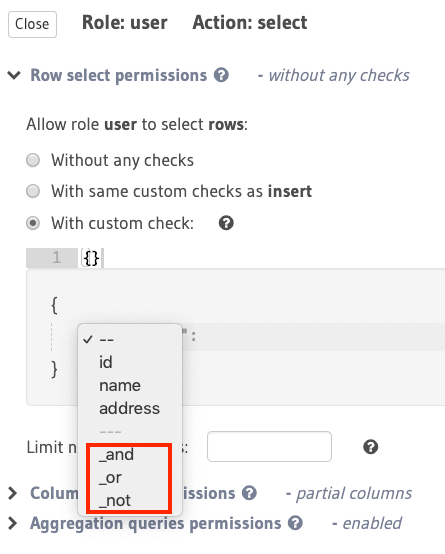 Close Role: user Action: select
Row select permissions ? - without any checks
Allow role user to select rows:
Without any checks
With same custom checks as insert
With custom check: ?
1 {}
{
":
}
✓ --
id
name
address
---
_and
_or
_not
Limit n s: ?
Colum issions ? - partial columns
Aggregation queries permissions ? - enabled